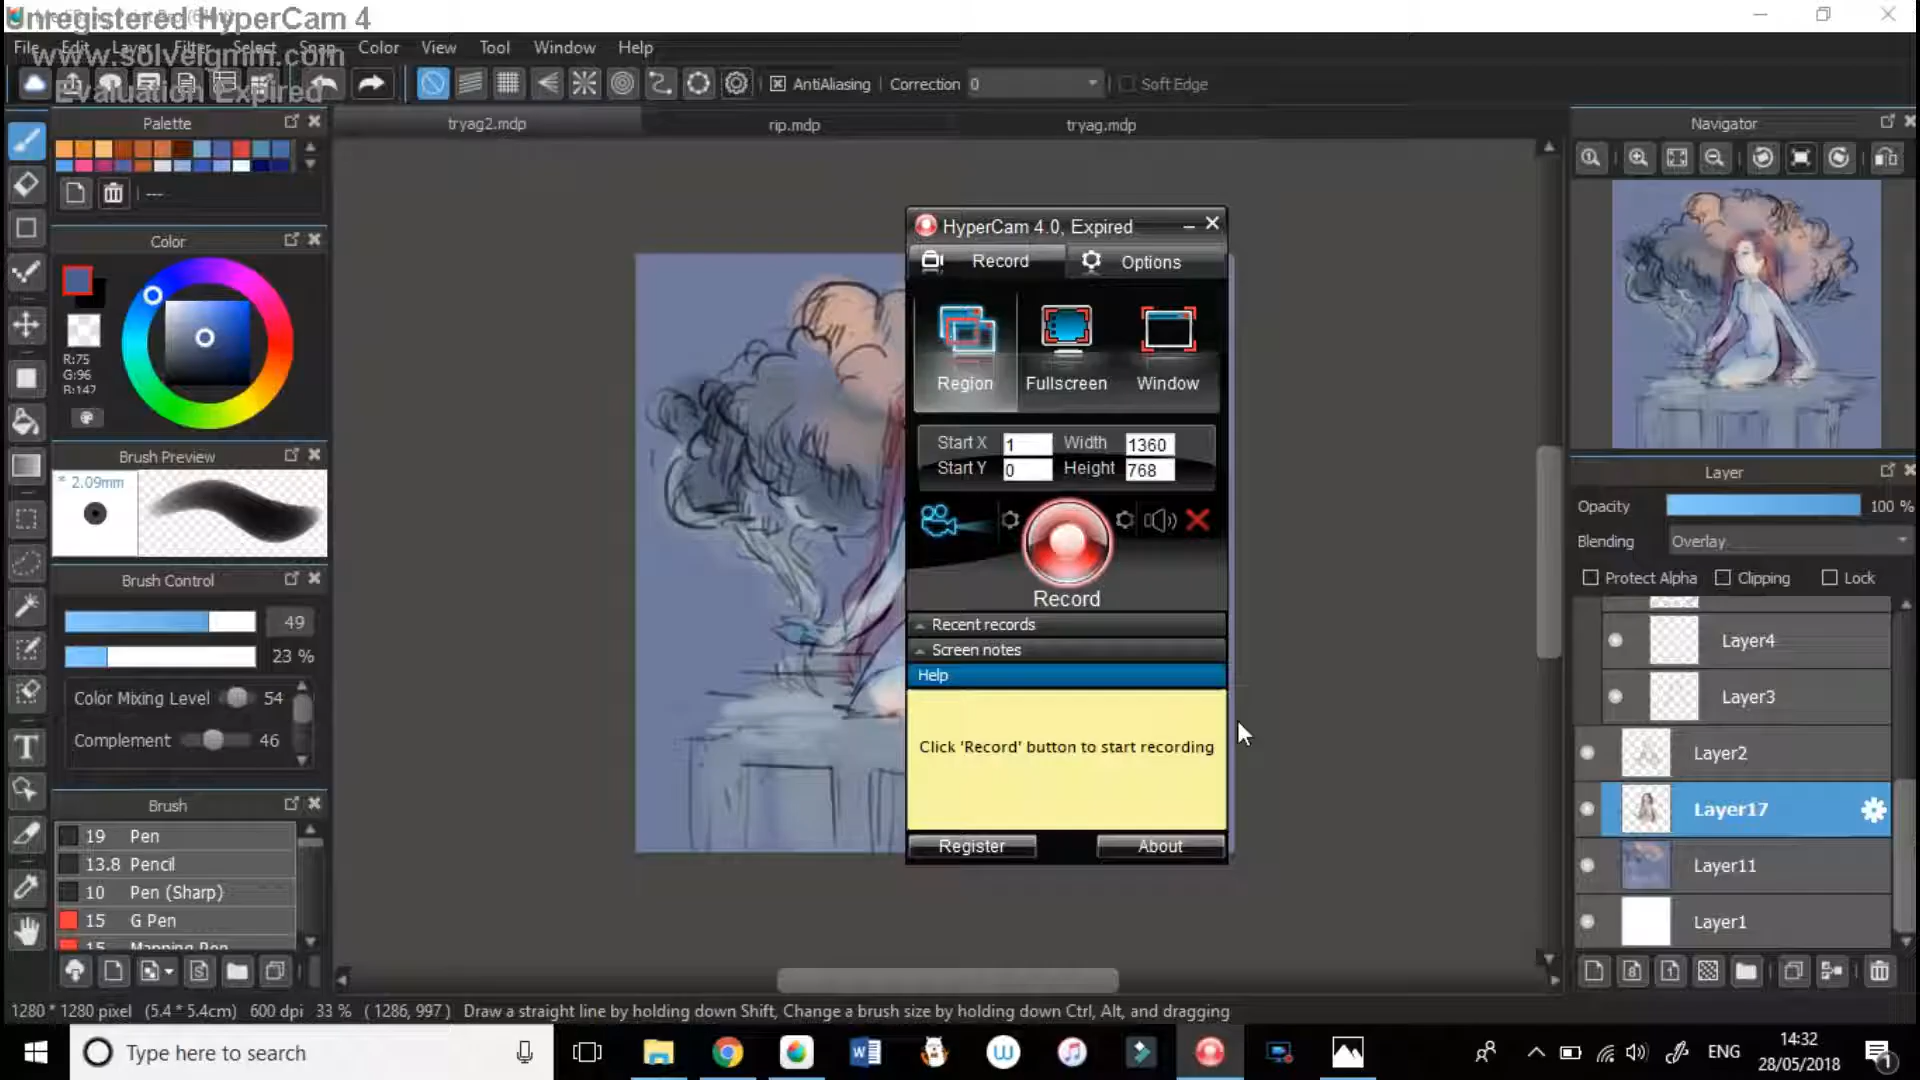 Unregistered HyperCam 4
www.solveigmm.com
Evaluation Expired
File Edit Layer Filter Select Snap Color View Tool Window Help
AntiAliasing Correction 0 Soft Edge
Palette
tryag2.mdp
rip.mdp
tryag.mdp
Navigator
---
Color
R:75
G:96
B:147
Brush Preview
* 2.09mm
Brush Control
49
23 %
Color Mixing Level 54
Complement 46
Brush
19 Pen
13.8 Pencil
10 Pen (Sharp)
15 G Pen
15 Mapping Pen
HyperCam 4.0, Expired
Record
Options
Region
Fullscreen
Window
Start X 1 Width 1360
Start Y 0 Height 768
Record
Recent records
Screen notes
Help
Click 'Record' button to start recording
Register
About
Layer
Opacity 100 %
Blending Overlay
Protect Alpha Clipping Lock
Layer4
Layer3
Layer2
Layer17
Layer11
Layer1
1280 * 1280 pixel (5.4 * 5.4cm) 600 dpi 33 % ( 1286, 997 ) Draw a straight line by holding down Shift, Change a brush size by holding down Ctrl, Alt, and dragging
Type here to search
ENG
14:32
28/05/2018
1